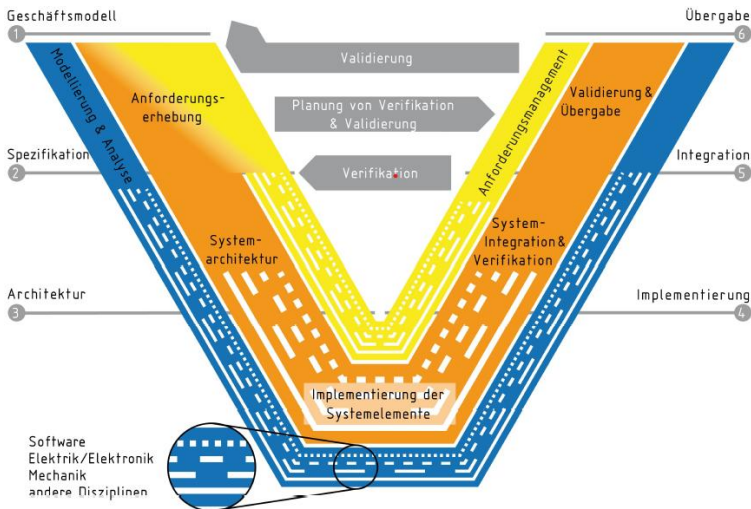 Geschäftsmodell
1
Übergabe
6
Validierung
Anforderungs-
erhebung
Modellierung & Analyse
Planung von Verifikation
& Validierung
Anforderungsmanagement
Validierung &
Übergabe
Spezifikation
2
Verifikation
Integration
5
System-
architektur
System-
Integration &
Verifikation
Architektur
3
Implementierung
4
Implementierung der
Systemelemente
Software
Elektrik/Elektronik
Mechanik
andere Disziplinen